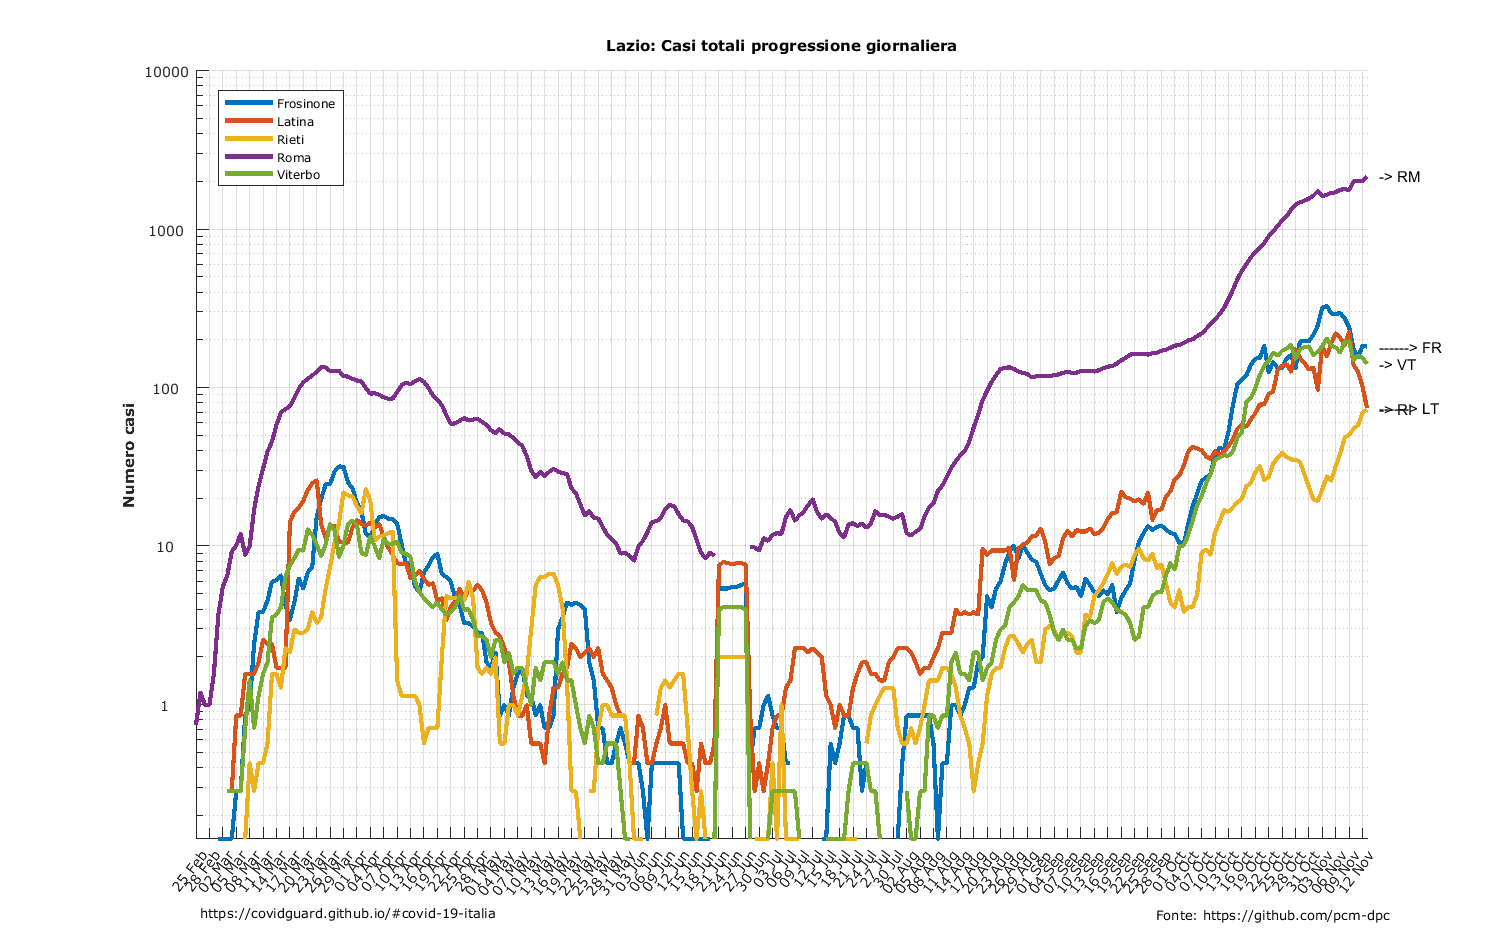 Lazio: Casi totali progressione giornaliera
Numero casi
10000
1000
100
10
1
Frosinone
Latina
Rieti
Roma
Viterbo
-> RM
------> FR
-> VT
-> RI
-----> LT
25 Feb
28 Feb
02 Mar
05 Mar
08 Mar
11 Mar
14 Mar
17 Mar
20 Mar
23 Mar
26 Mar
29 Mar
01 Apr
04 Apr
07 Apr
10 Apr
13 Apr
16 Apr
19 Apr
22 Apr
25 Apr
28 Apr
01 May
04 May
07 May
10 May
13 May
16 May
19 May
22 May
25 May
28 May
31 May
03 Jun
06 Jun
09 Jun
12 Jun
15 Jun
18 Jun
21 Jun
24 Jun
27 Jun
30 Jun
03 Jul
06 Jul
09 Jul
12 Jul
15 Jul
18 Jul
21 Jul
24 Jul
27 Jul
30 Jul
02 Aug
05 Aug
08 Aug
11 Aug
14 Aug
17 Aug
20 Aug
23 Aug
26 Aug
29 Aug
01 Sep
04 Sep
07 Sep
10 Sep
13 Sep
16 Sep
19 Sep
22 Sep
25 Sep
28 Sep
01 Oct
04 Oct
07 Oct
10 Oct
13 Oct
16 Oct
19 Oct
22 Oct
25 Oct
28 Oct
31 Oct
03 Nov
06 Nov
09 Nov
12 Nov
https://covidguard.github.io/#covid-19-italia
Fonte: https://github.com/pcm-dpc